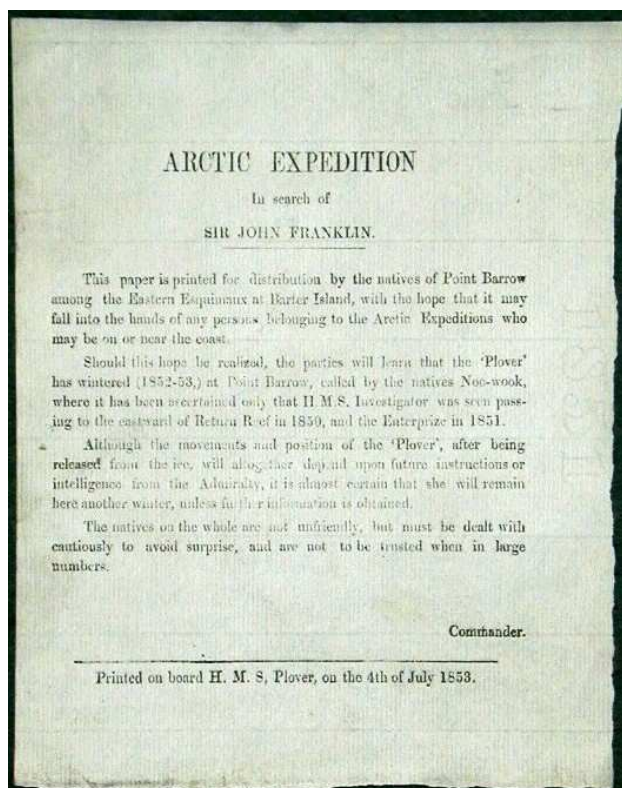 ARCTIC EXPEDITION
In search of
SIR JOHN FRANKLIN.
This paper is printed for distribution by the natives of Point Barrow
among the Eastern Esquimaux at Barter Island, with the hope that it may
fall into the hands of any persons belonging to the Arctic Expeditions who
may be on or near the coast.
Should this hope be realized, the parties will learn that the 'Plover'
has wintered (1852-53,) at Point Barrow, called by the natives Noo-wook,
where it has been ascertained only that H.M.S. Investigator was seen pass-
ing to the eastward of Return Reef in 1850, and the Enterprize in 1851.
Although the movements and position of the 'Plover', after being
released from the ice, will altogether depend upon future instructions or
intelligence from the Admiralty, it is almost certain that she will remain
here another winter, unless further information is obtained.
The natives on the whole are not unfriendly, but must be dealt with
cautiously to avoid surprise, and are not to be trusted when in large
numbers.
Commander.
Printed on board H. M. S, Plover, on the 4th of July 1853.